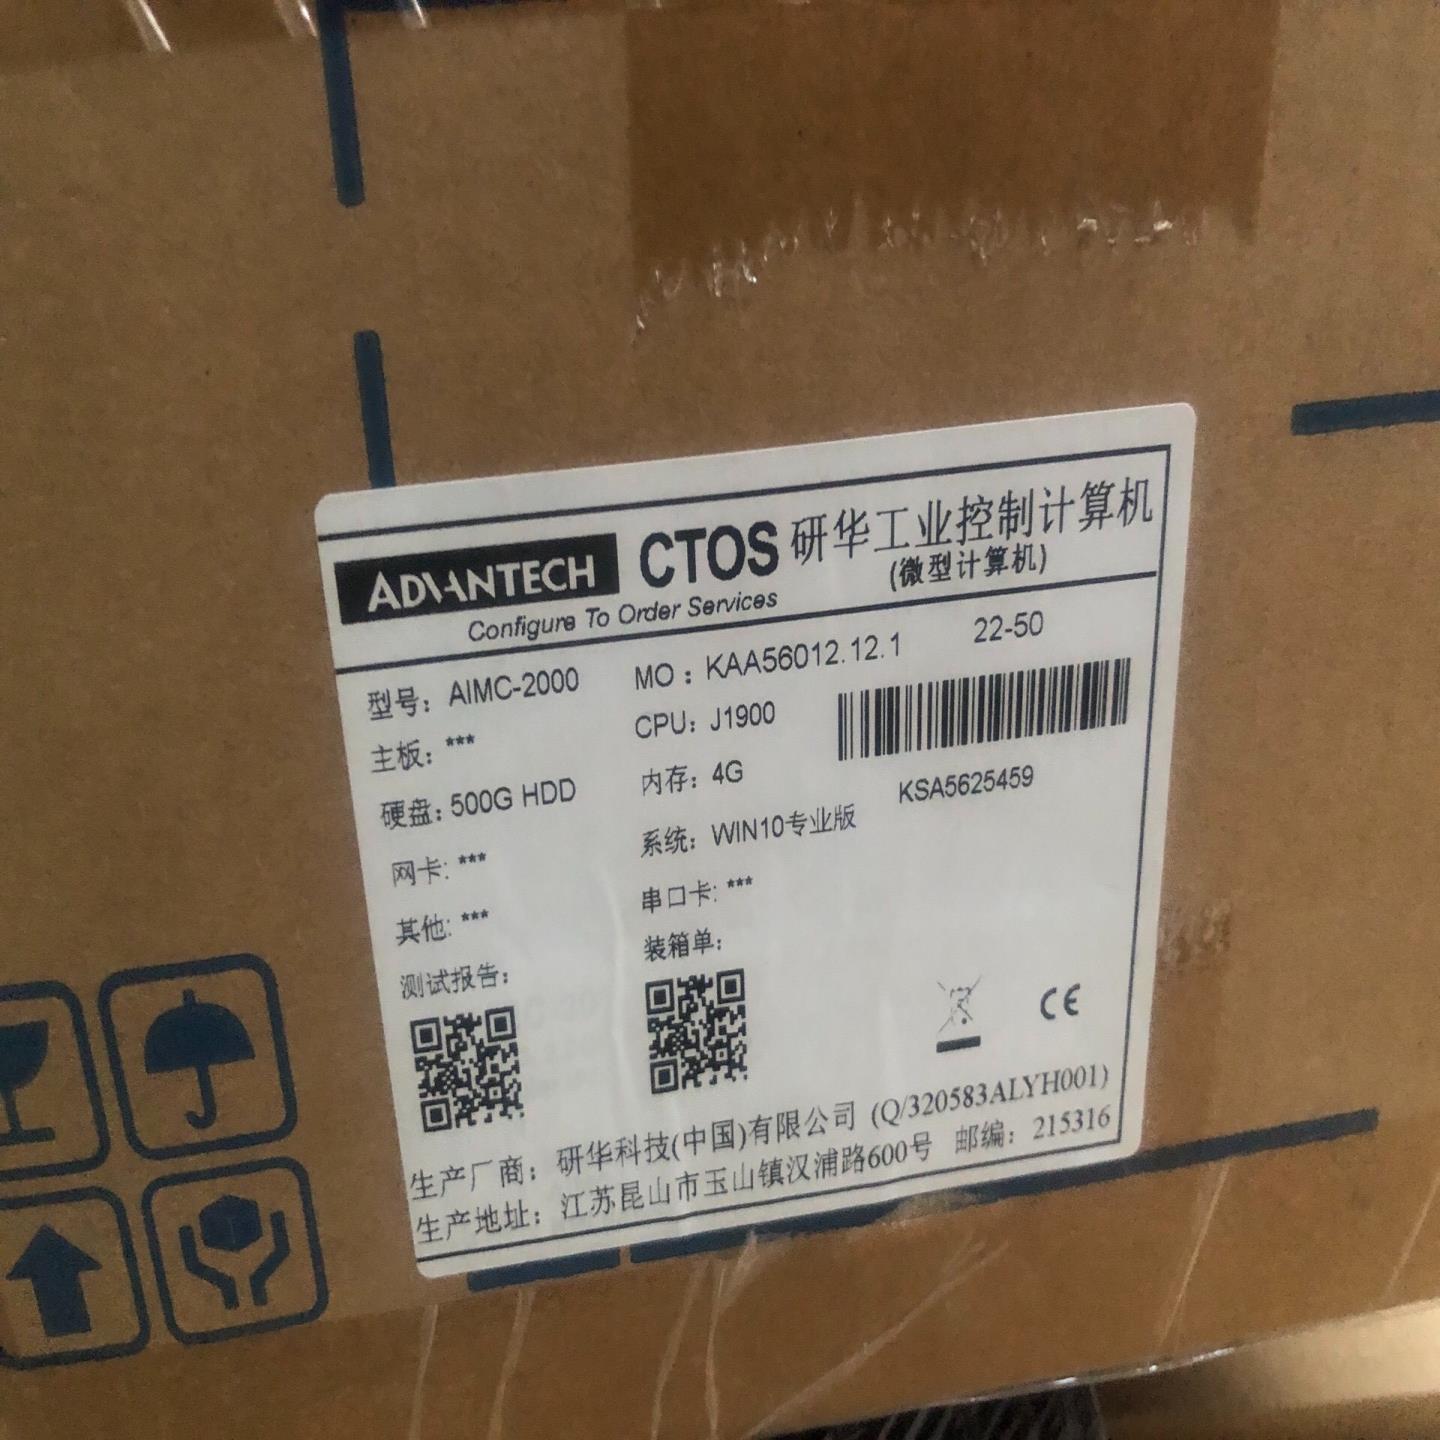 ADVANTECH CTOS 研华工业控制计算机
Configure To Order Services (微型计算机)
型号: AIMC-2000 MO : KAA56012.12.1 22-50
主板: *** CPU: J1900
硬盘: 500G HDD 内存: 4G KSA5625459
网卡: *** 系统: WIN10专业版
其他: *** 串口卡: ***
测试报告: 装箱单:
CE
生产厂商: 研华科技(中国)有限公司 (Q/320583ALYH001)
生产地址: 江苏昆山市玉山镇汉浦路600号 邮编: 215316